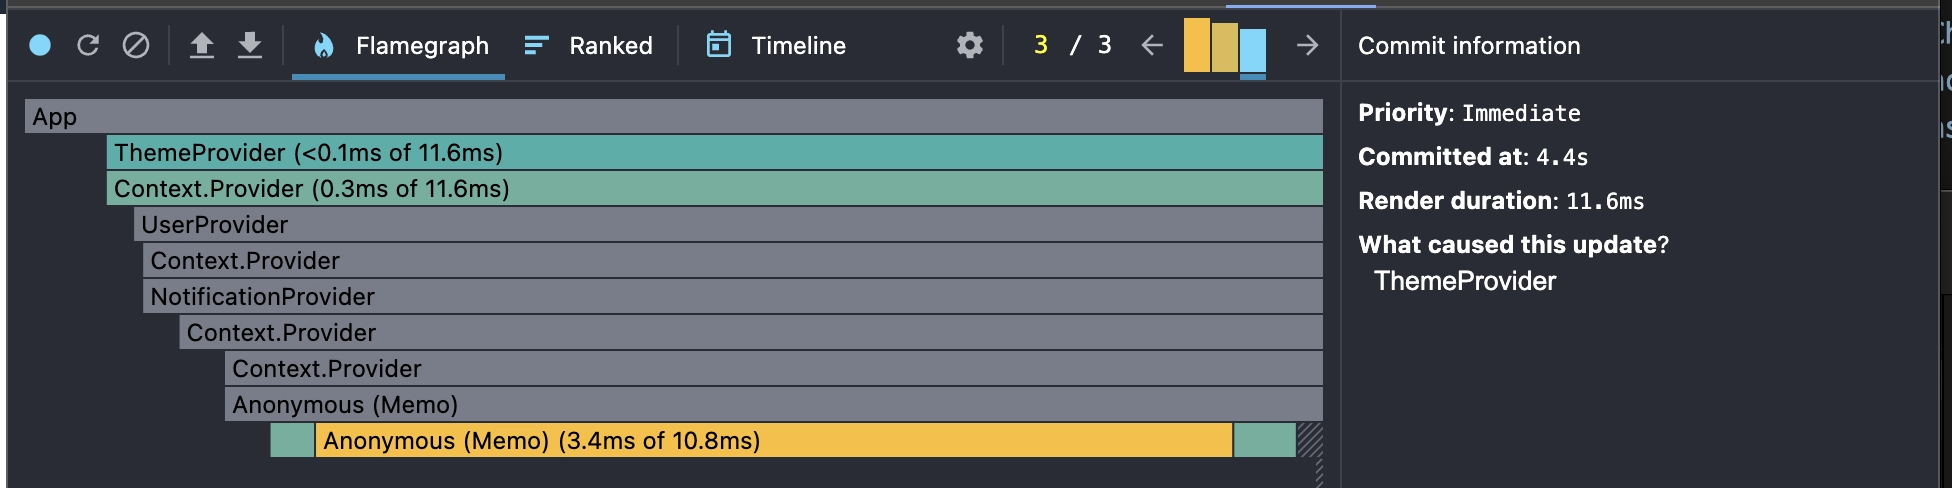 Flamegraph Ranked Timeline 3 / 3 Commit information
App
ThemeProvider (<0.1ms of 11.6ms)
Context.Provider (0.3ms of 11.6ms)
UserProvider
Context.Provider
NotificationProvider
Context.Provider
Context.Provider
Anonymous (Memo)
Anonymous (Memo) (3.4ms of 10.8ms)
Priority: Immediate
Committed at: 4.4s
Render duration: 11.6ms
What caused this update?
ThemeProvider